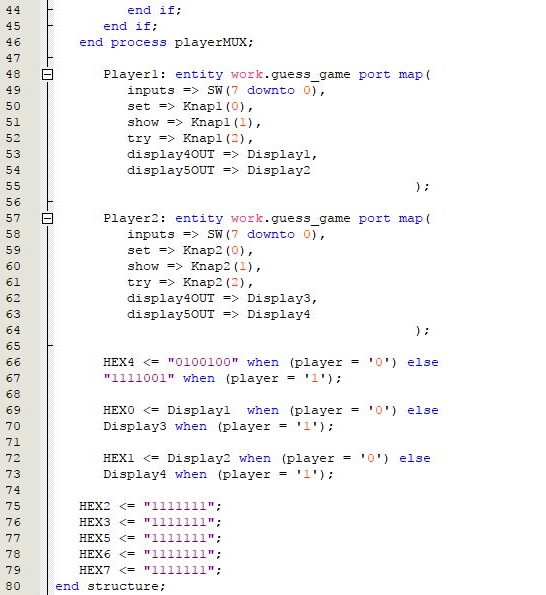 44 end if;
45 end if;
46 end process playerMUX;
47
48 Player1: entity work.guess_game port map(
49 inputs => SW(7 downto 0),
50 set => Knap1(0),
51 show => Knap1(1),
52 try => Knap1(2),
53 display4OUT => Display1,
54 display5OUT => Display2
55 );
56
57 Player2: entity work.guess_game port map(
58 inputs => SW(7 downto 0),
59 set => Knap2(0),
60 show => Knap2(1),
61 try => Knap2(2),
62 display4OUT => Display3,
63 display5OUT => Display4
64 );
65
66 HEX4 <= "0100100" when (player = '0') else
67 "1111001" when (player = '1');
68
69 HEX0 <= Display1  when (player = '0') else
70 Display3 when (player = '1');
71
72 HEX1 <= Display2 when (player = '0') else
73 Display4 when (player = '1');
74
75 HEX2 <= "1111111";
76 HEX3 <= "1111111";
77 HEX5 <= "1111111";
78 HEX6 <= "1111111";
79 HEX7 <= "1111111";
80 end structure;